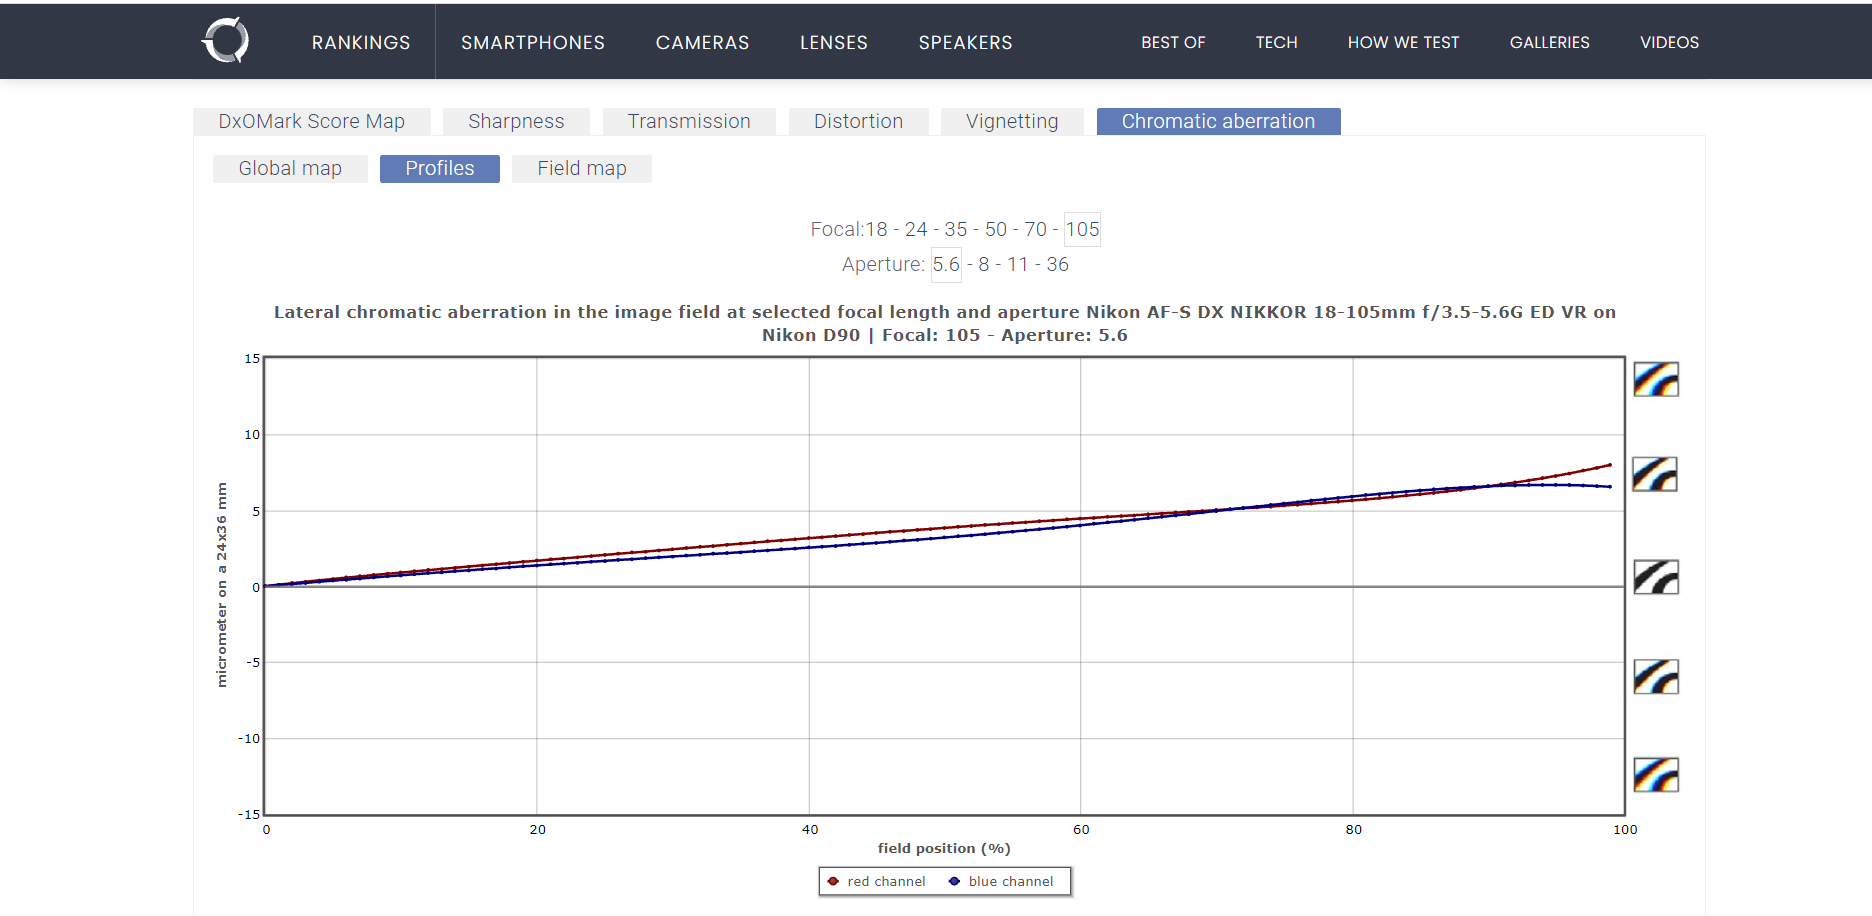 RANKINGS SMARTPHONES CAMERAS LENSES SPEAKERS BEST OF TECH HOW WE TEST GALLERIES VIDEOS
DxOMark Score Map Sharpness Transmission Distortion Vignetting Chromatic aberration
Global map Profiles Field map
Focal:18 - 24 - 35 - 50 - 70 - 105
Aperture: 5.6 - 8 - 11 - 36
Lateral chromatic aberration in the image field at selected focal length and aperture Nikon AF-S DX NIKKOR 18-105mm f/3.5-5.6G ED VR on
Nikon D90 | Focal: 105 - Aperture: 5.6
15
10
5
0
-5
-10
-15
micrometer on a 24x36 mm
0 20 40 60 80 100
field position (%)
red channel blue channel